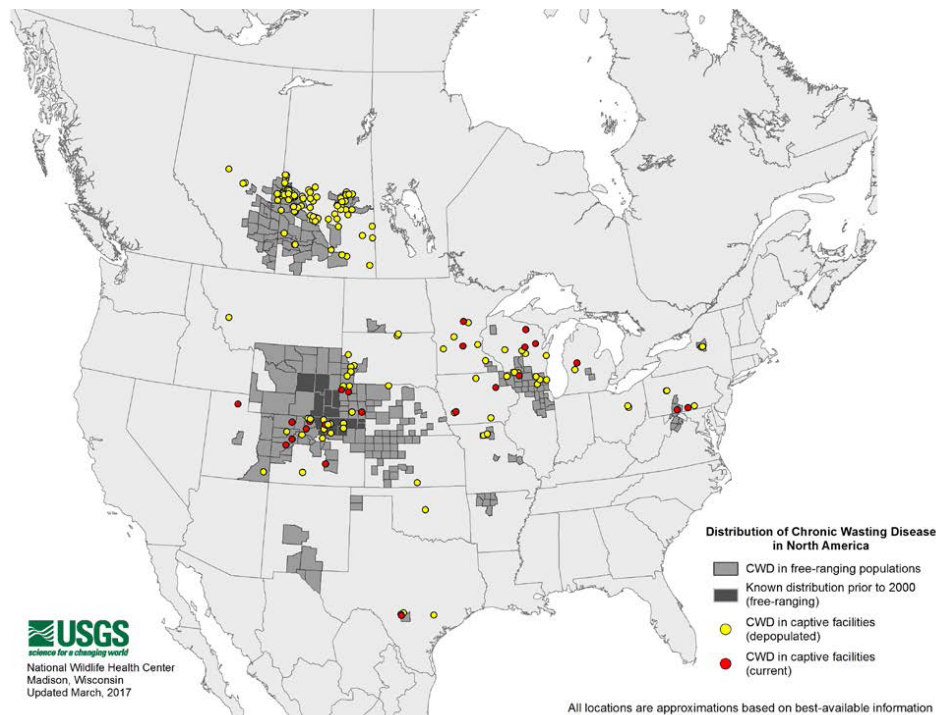 Distribution of Chronic Wasting Disease
in North America
CWD in free-ranging populations
Known distribution prior to 2000
(free-ranging)
CWD in captive facilities
(depopulated)
CWD in captive facilities
(current)
USGS
science for a changing world
National Wildlife Health Center
Madison, Wisconsin
Updated March, 2017
All locations are approximations based on best-available information